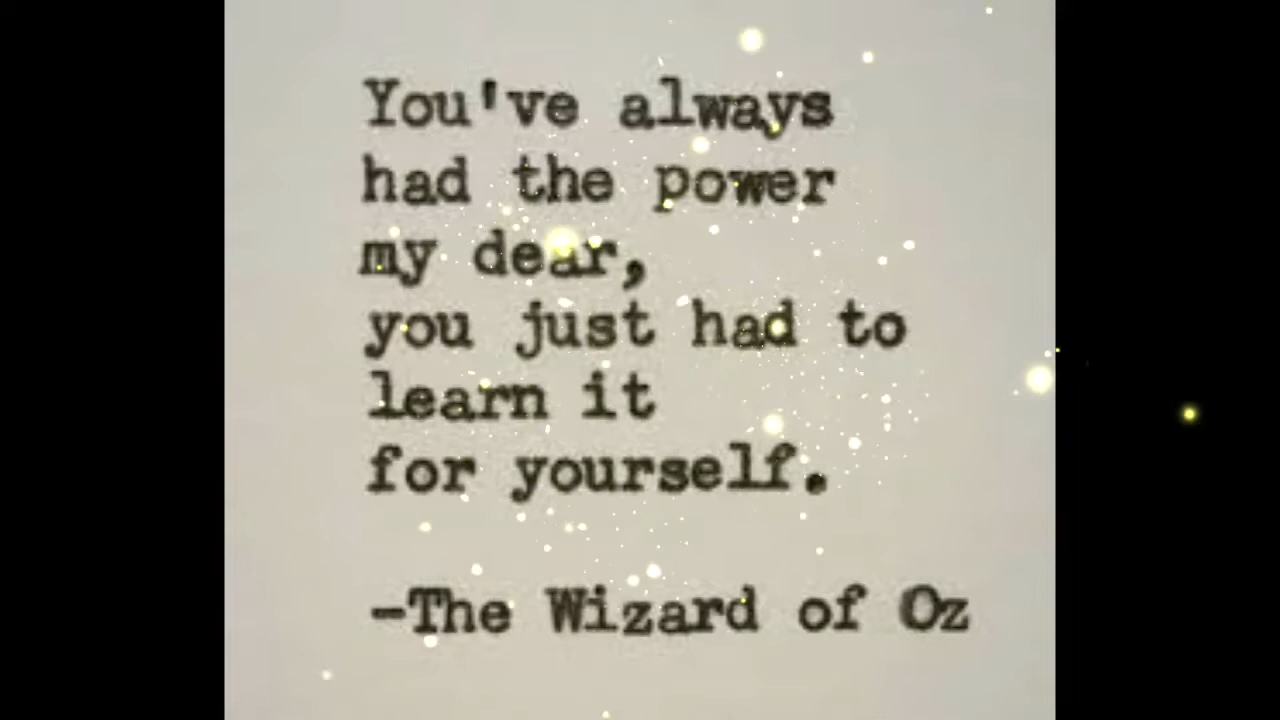 You've always
had the power
my dear,
you just had to
learn it
for yourself.
-The Wizard of Oz